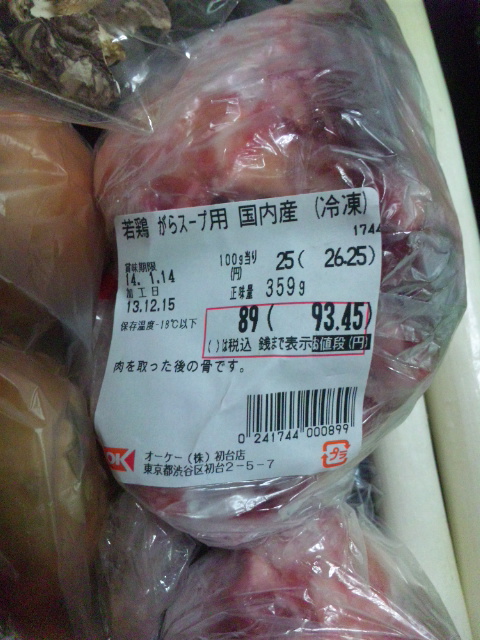 若鶏 がらスープ用 国内産 (冷凍)
1744
賞味期限
14. 1.14
加工日
13.12.15
100g当り
(円)
25( 26.25)
正味量 359g
保存温度-18℃以下
89( 93.45)
( )は税込 銭まで表示 お値段(円)
肉を取った後の骨です。
0 241744 000899
OK
オーケー(株)初台店
東京都渋谷区初台2-5-7
プラ